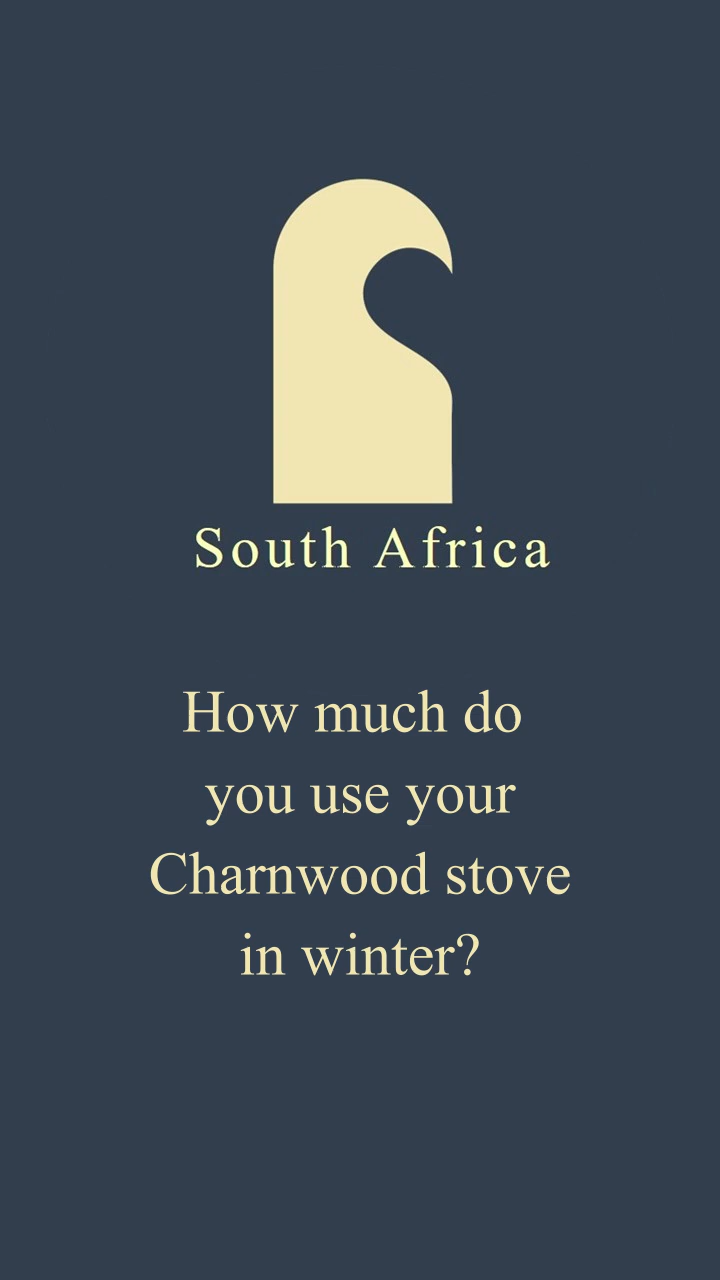 South Africa
How much do
you use your
Charnwood stove
in winter?